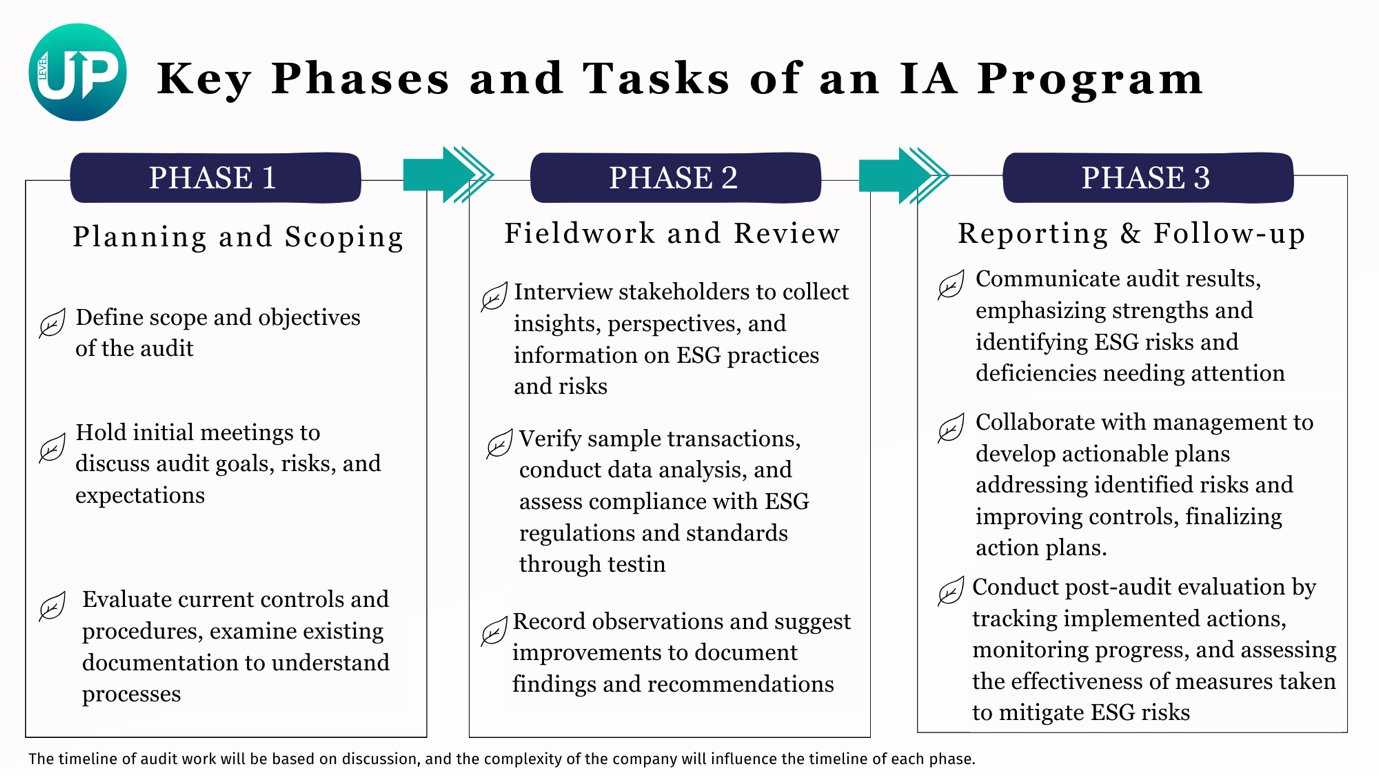 LEVEL
UP
Key Phases and Tasks of an IA Program
PHASE 1
Planning and Scoping
Define scope and objectives
of the audit
Hold initial meetings to
discuss audit goals, risks, and
expectations
Evaluate current controls and
procedures, examine existing
documentation to understand
processes
PHASE 2
Fieldwork and Review
Interview stakeholders to collect
insights, perspectives, and
information on ESG practices
and risks
Verify sample transactions,
conduct data analysis, and
assess compliance with ESG
regulations and standards
through testin
Record observations and suggest
improvements to document
findings and recommendations
PHASE 3
Reporting & Follow-up
Communicate audit results,
emphasizing strengths and
identifying ESG risks and
deficiencies needing attention
Collaborate with management to
develop actionable plans
addressing identified risks and
improving controls, finalizing
action plans.
Conduct post-audit evaluation by
tracking implemented actions,
monitoring progress, and assessing
the effectiveness of measures taken
to mitigate ESG risks
The timeline of audit work will be based on discussion, and the complexity of the company will influence the timeline of each phase.